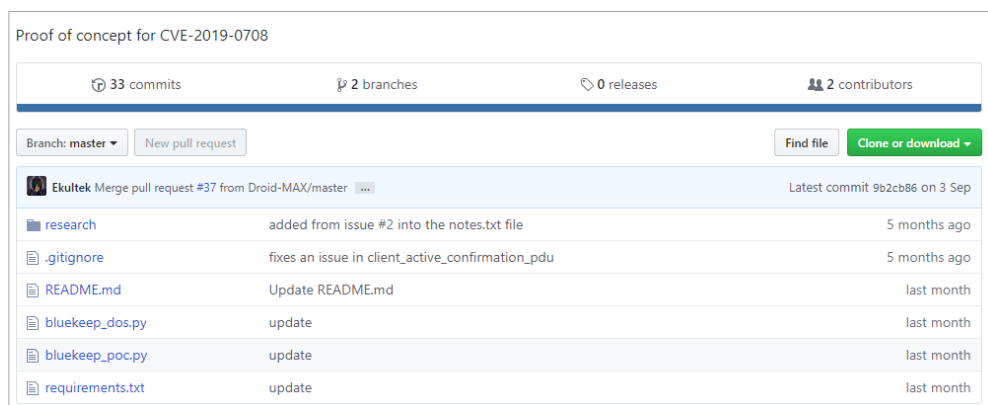 Proof of concept for CVE-2019-0708
33 commits 2 branches 0 releases 2 contributors
Branch: master New pull request Find file Clone or download
Ekultek Merge pull request #37 from Droid-MAX/master ... Latest commit 9b2cb86 on 3 Sep
research added from issue #2 into the notes.txt file 5 months ago
.gitignore fixes an issue in client_active_confirmation_pdu 5 months ago
README.md Update README.md last month
bluekeep_dos.py update last month
bluekeep_poc.py update last month
requirements.txt update last month